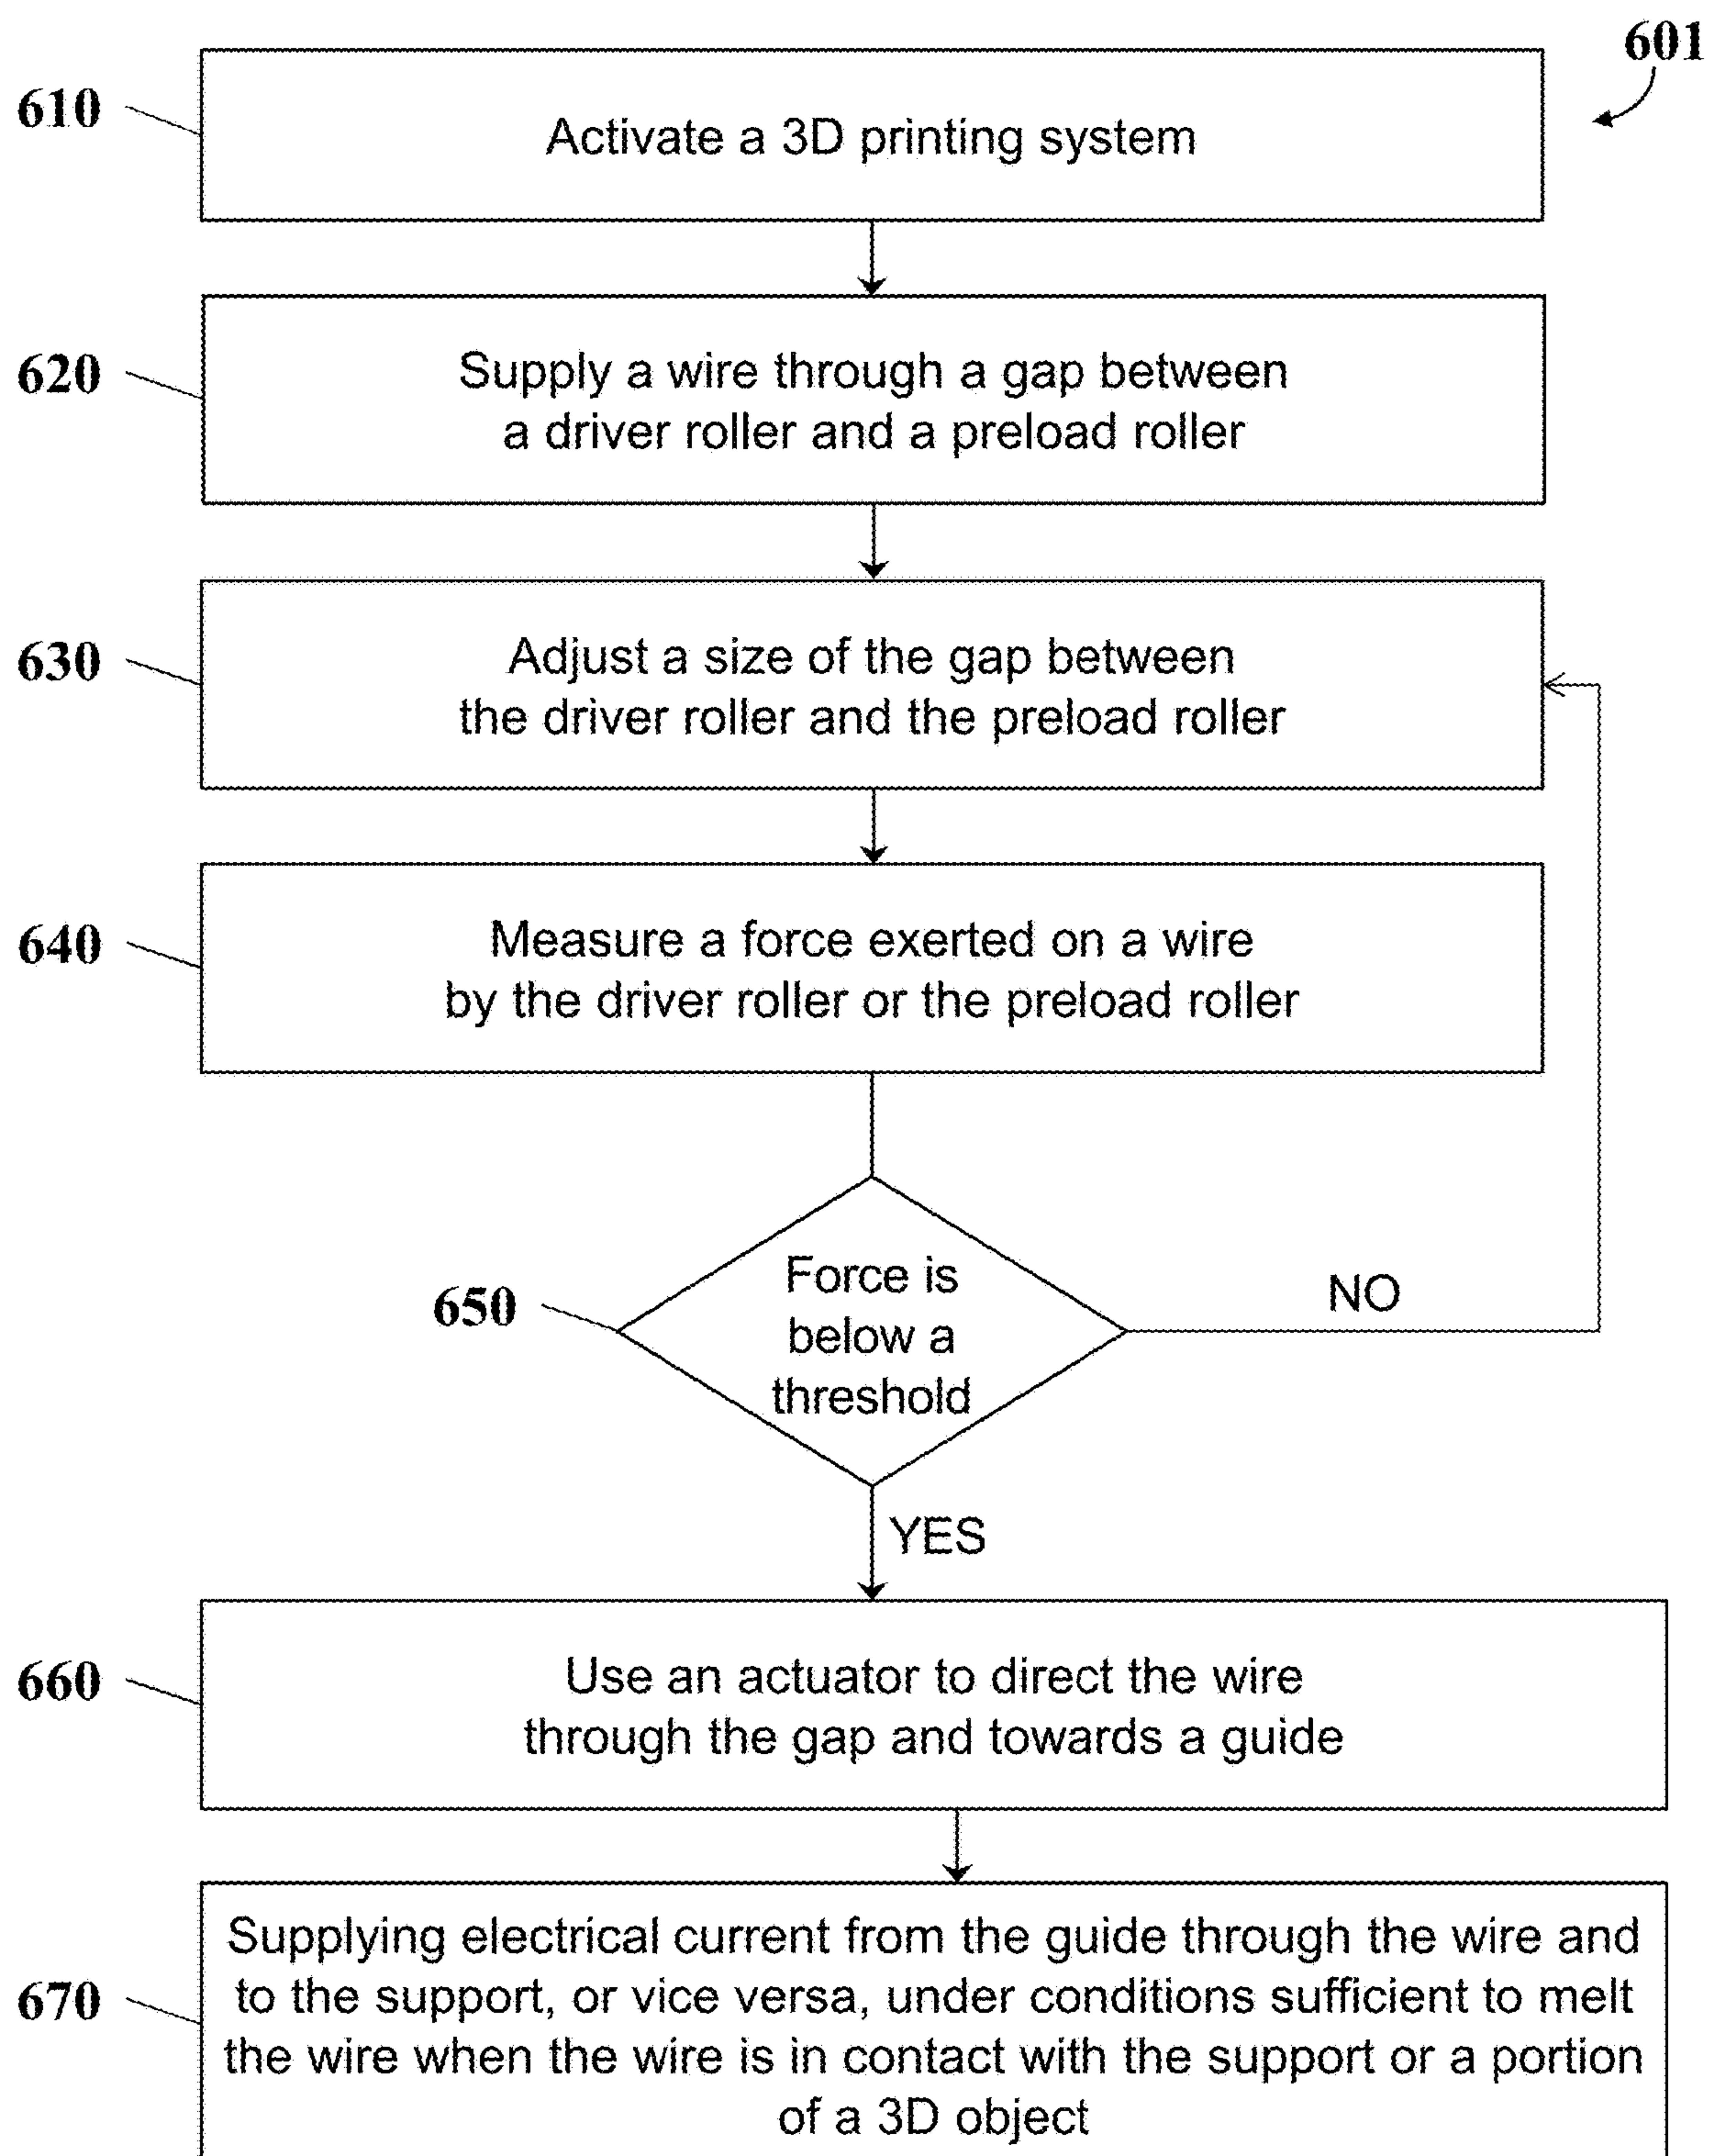 601
610
Activate a 3D printing system
620
Supply a wire through a gap between
a driver roller and a preload roller
630
Adjust a size of the gap between
the driver roller and the preload roller
640
Measure a force exerted on a wire
by the driver roller or the preload roller
650
Force is
below a
threshold
NO
YES
660
Use an actuator to direct the wire
through the gap and towards a guide
670
Supplying electrical current from the guide through the wire and
to the support, or vice versa, under conditions sufficient to melt
the wire when the wire is in contact with the support or a portion
of a 3D object